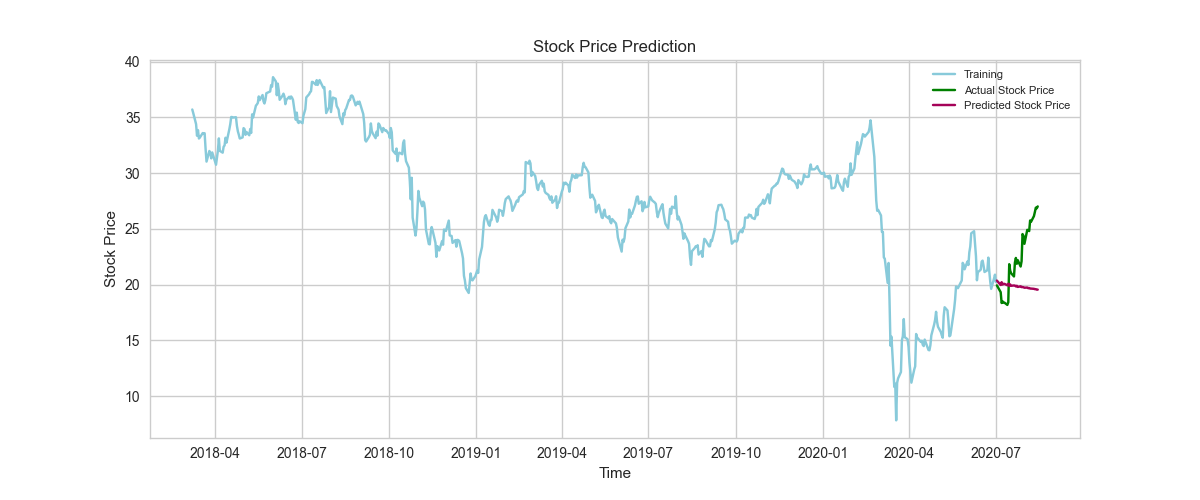 Stock Price Prediction
Training
Actual Stock Price
Predicted Stock Price
Stock Price
40
35
30
25
20
15
10
2018-04 2018-07 2018-10 2019-01 2019-04 2019-07 2019-10 2020-01 2020-04 2020-07
Time